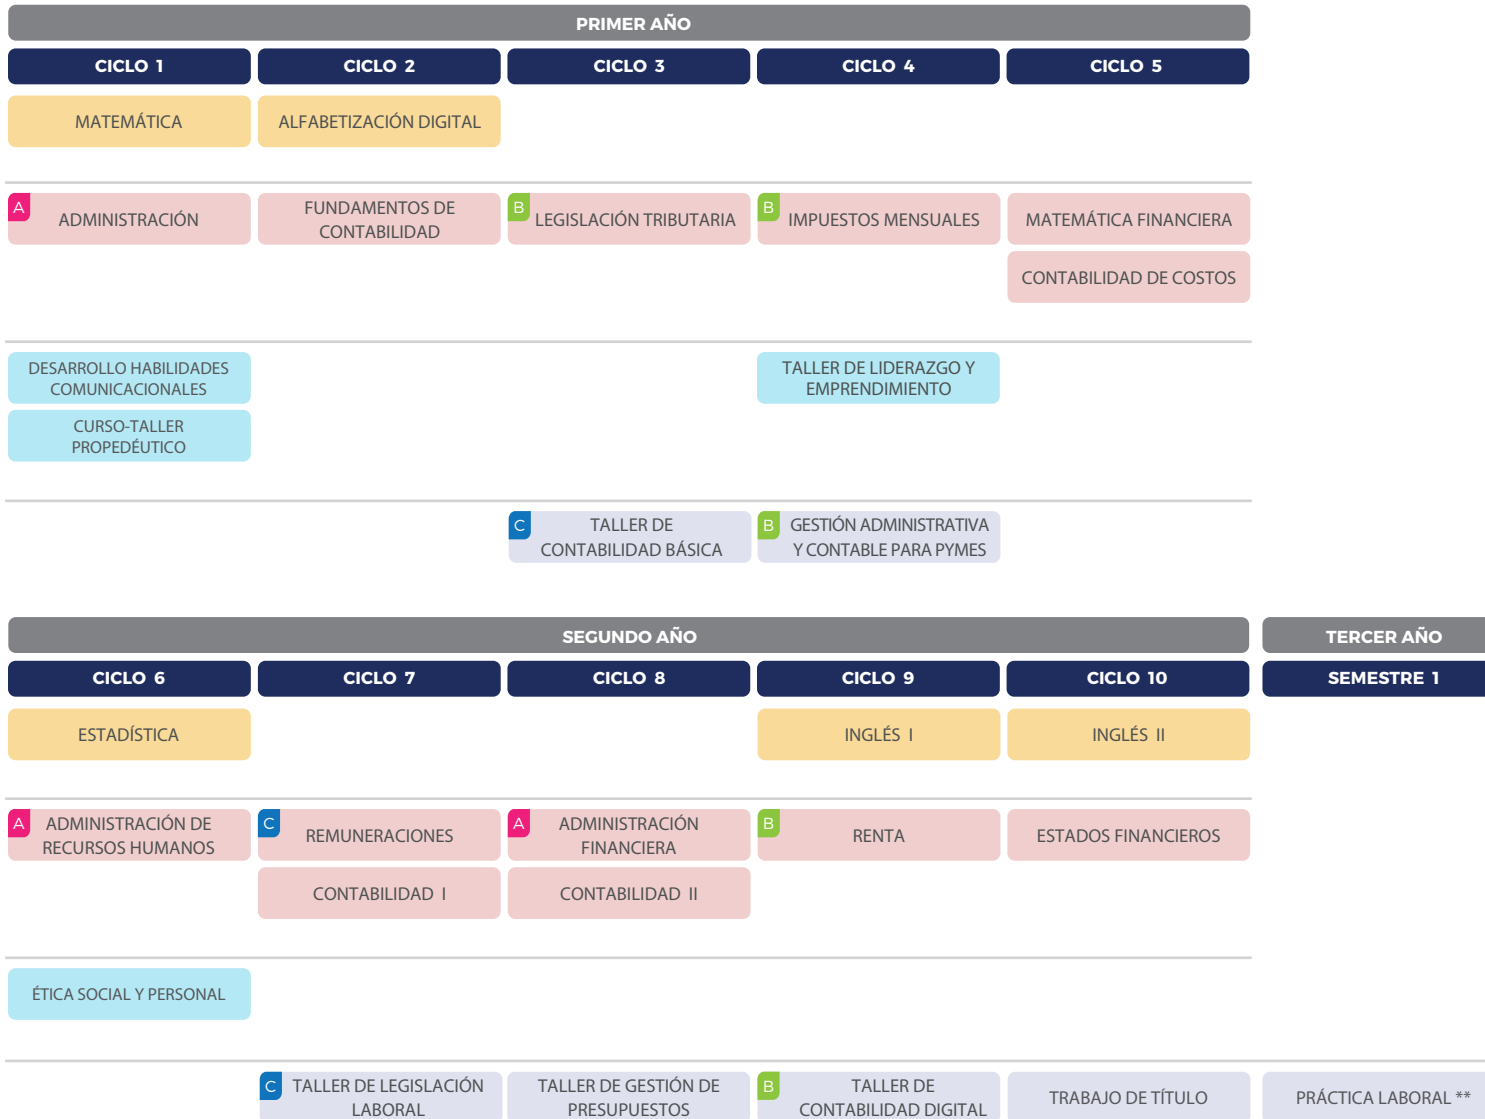 PRIMER AÑO
CICLO 1
CICLO 2
CICLO 3
CICLO 4
CICLO 5
MATEMÁTICA
ALFABETIZACIÓN DIGITAL
A
ADMINISTRACIÓN
FUNDAMENTOS DE
CONTABILIDAD
B
LEGISLACIÓN TRIBUTARIA
B
IMPUESTOS MENSUALES
MATEMÁTICA FINANCIERA
CONTABILIDAD DE COSTOS
DESARROLLO HABILIDADES
COMUNICACIONALES
TALLER DE LIDERAZGO Y
EMPRENDIMIENTO
CURSO-TALLER
PROPEDÉUTICO
C
TALLER DE
CONTABILIDAD BÁSICA
B
GESTIÓN ADMINISTRATIVA
Y CONTABLE PARA PYMES
SEGUNDO AÑO
TERCER AÑO
CICLO 6
CICLO 7
CICLO 8
CICLO 9
CICLO 10
SEMESTRE 1
ESTADÍSTICA
INGLÉS I
INGLÉS II
A
ADMINISTRACIÓN DE
RECURSOS HUMANOS
C
REMUNERACIONES
A
ADMINISTRACIÓN
FINANCIERA
B
RENTA
ESTADOS FINANCIEROS
CONTABILIDAD I
CONTABILIDAD II
ÉTICA SOCIAL Y PERSONAL
C
TALLER DE LEGISLACIÓN
LABORAL
TALLER DE GESTIÓN DE
PRESUPUESTOS
B
TALLER DE
CONTABILIDAD DIGITAL
TRABAJO DE TÍTULO
PRÁCTICA LABORAL **